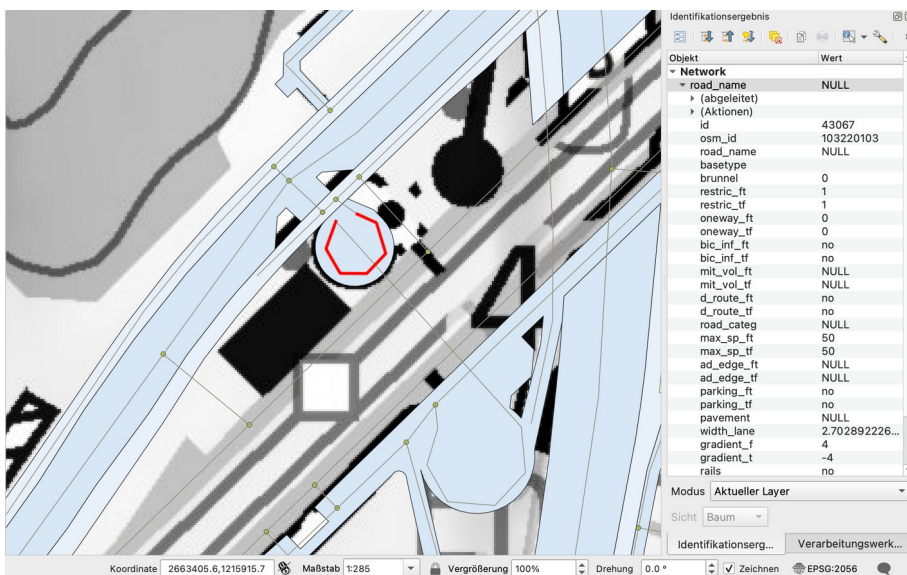 Identifikationsergebnis
Objekt Wert
Network
road_name NULL
(abgeleitet)
(Aktionen)
id 43067
osm_id 103220103
road_name NULL
basetype
brunnel 0
restric_ft 1
restric_tf 1
oneway_ft 0
oneway_tf 0
bic_inf_ft no
bic_inf_tf no
mit_vol_ft NULL
mit_vol_tf NULL
d_route_ft no
d_route_tf no
road_categ NULL
max_sp_ft 50
max_sp_tf 50
ad_edge_ft NULL
ad_edge_tf NULL
parking_ft no
parking_tf no
pavement NULL
width_lane 2.702892226...
gradient_f 4
gradient_t -4
rails no
4
Modus Aktueller Layer
Sicht Baum
Identifikationserg... Verarbeitungswerk...
Koordinate 2663405.6,1215915.7 Maßstab 1:285 Vergrößerung 100% Drehung 0.0 ° Zeichnen EPSG:2056